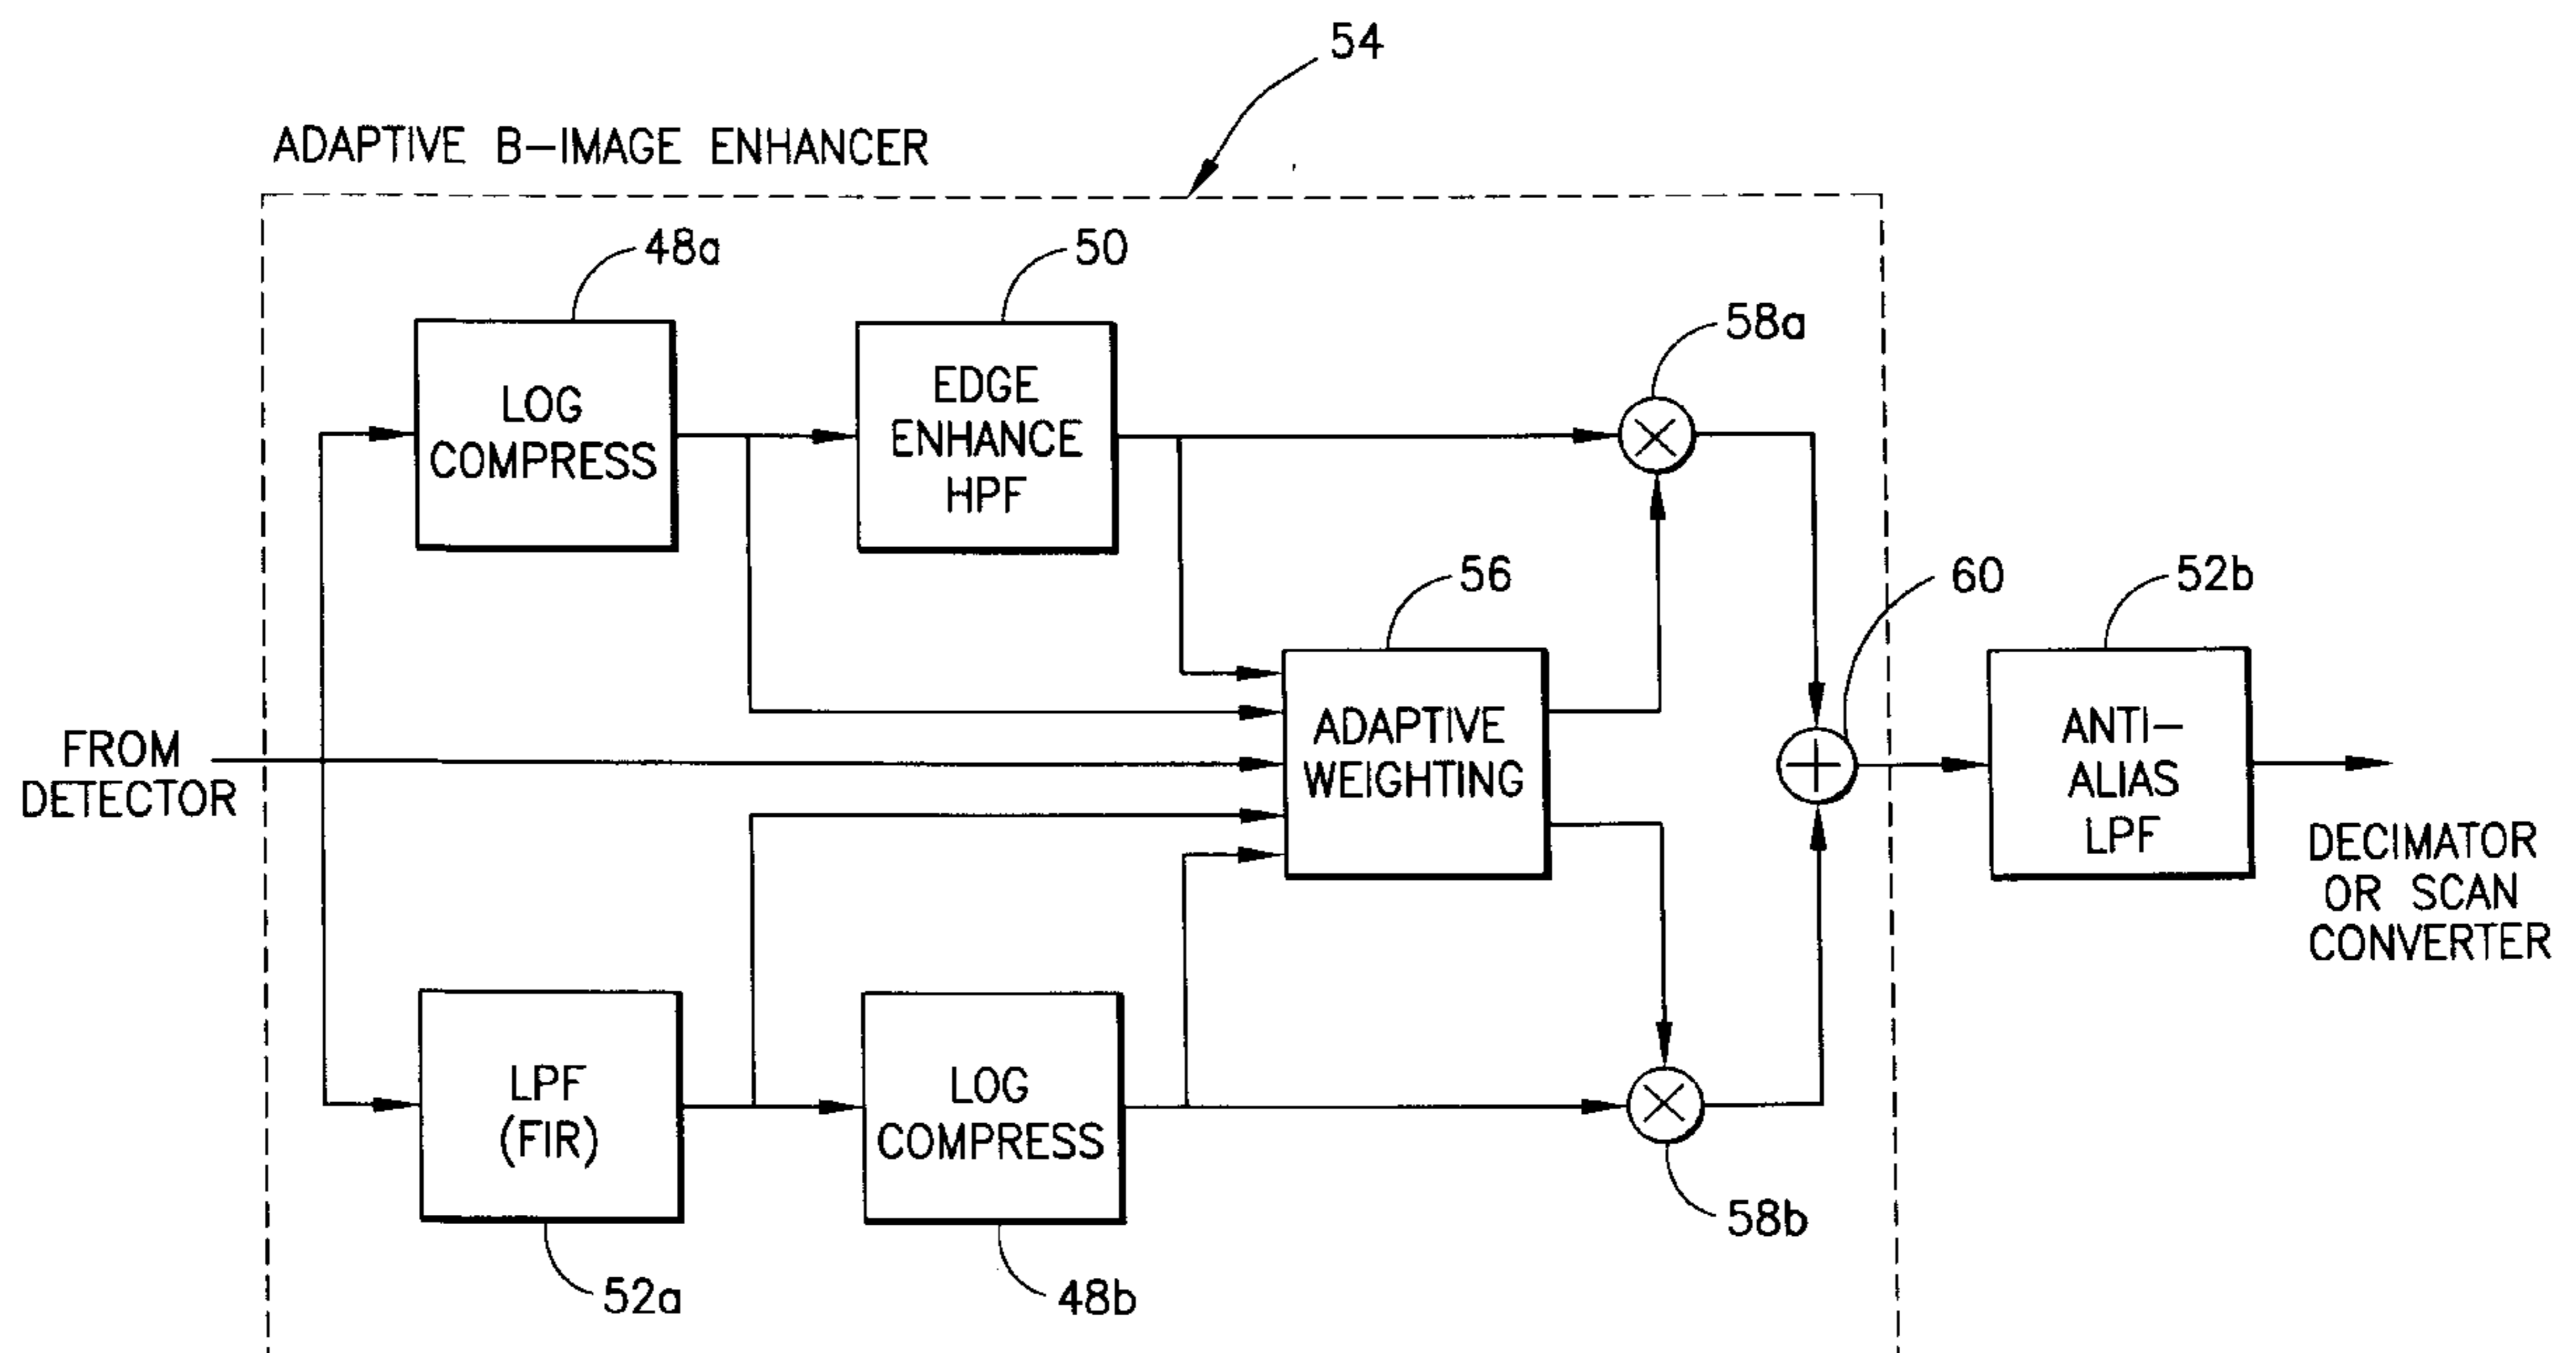 54
ADAPTIVE B-IMAGE ENHANCER
48a
50
58a
LOG
COMPRESS
EDGE
ENHANCE
HPF
56
60
52b
FROM
DETECTOR
ADAPTIVE
WEIGHTING
ANTI-
ALIAS
LPF
DECIMATOR
OR SCAN
CONVERTER
LPF
(FIR)
LOG
COMPRESS
58b
52a
48b